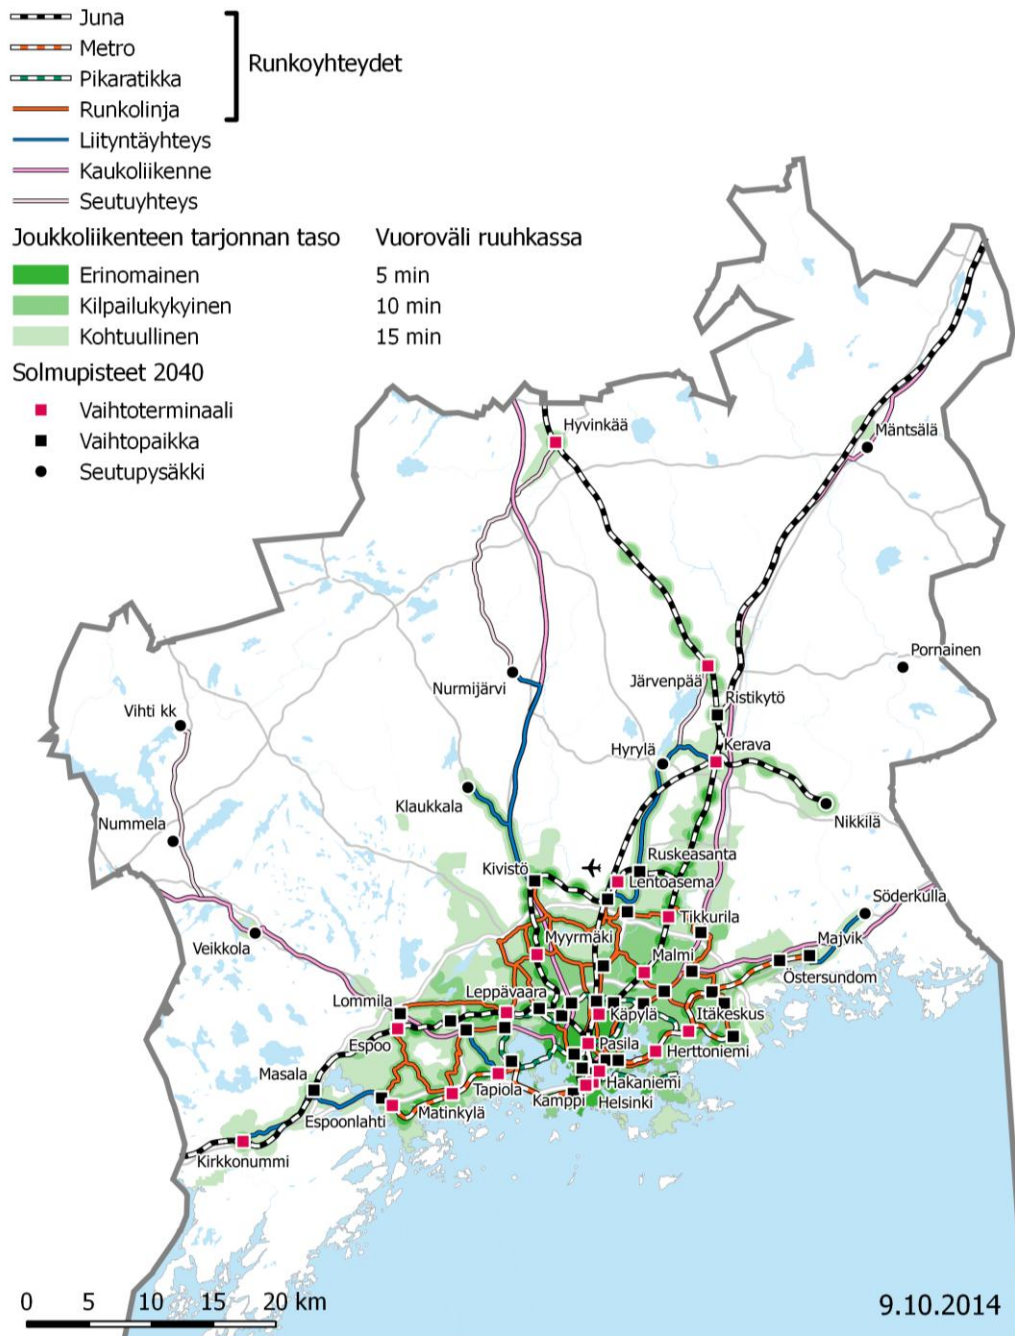 Juna
Metro
Pikaratikka
Runkolinja
Runkoyhteydet
Liityntäyhteys
Kaukoliikenne
Seutuyhteys
Joukkoliikenteen tarjonnan taso
Vuoroväli ruuhkassa
Erinomainen
5 min
Kilpailukykyinen
10 min
Kohtuullinen
15 min
Solmupisteet 2040
Vaihtoterminaali
Vaihtopaikka
Seutupysäkki
Hyvinkää
Mäntsälä
Pornainen
Järvenpää
Nurmijärvi
Ristikytö
Vihti kk
Hyrylä
Kerava
Klaukkala
Nikkilä
Nummela
Ruskeasanta
Kivistö
Lentoasema
Söderkulla
Tikkurila
Veikkola
Myyrmäki
Majvik
Malmi
Östersundom
Leppävaara
Lommila
Käpylä
Itäkeskus
Espoo
Pasila
Herttoniemi
Masala
Tapiola
Hakaniemi
Kamppi
Helsinki
Matinkylä
Espoonlahti
Kirkkonummi
0 5 10 15 20 km
9.10.2014